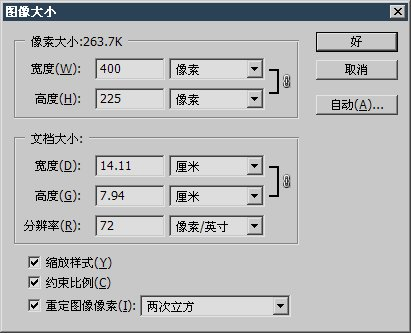 图像大小
像素大小:263.7K
好
宽度(W): 400 像素
取消
高度(H): 225 像素
自动(A)...
文档大小:
宽度(D): 14.11 厘米
高度(G): 7.94 厘米
分辨率(R): 72 像素/英寸
缩放样式(Y)
约束比例(C)
重定图像像素(I): 两次立方